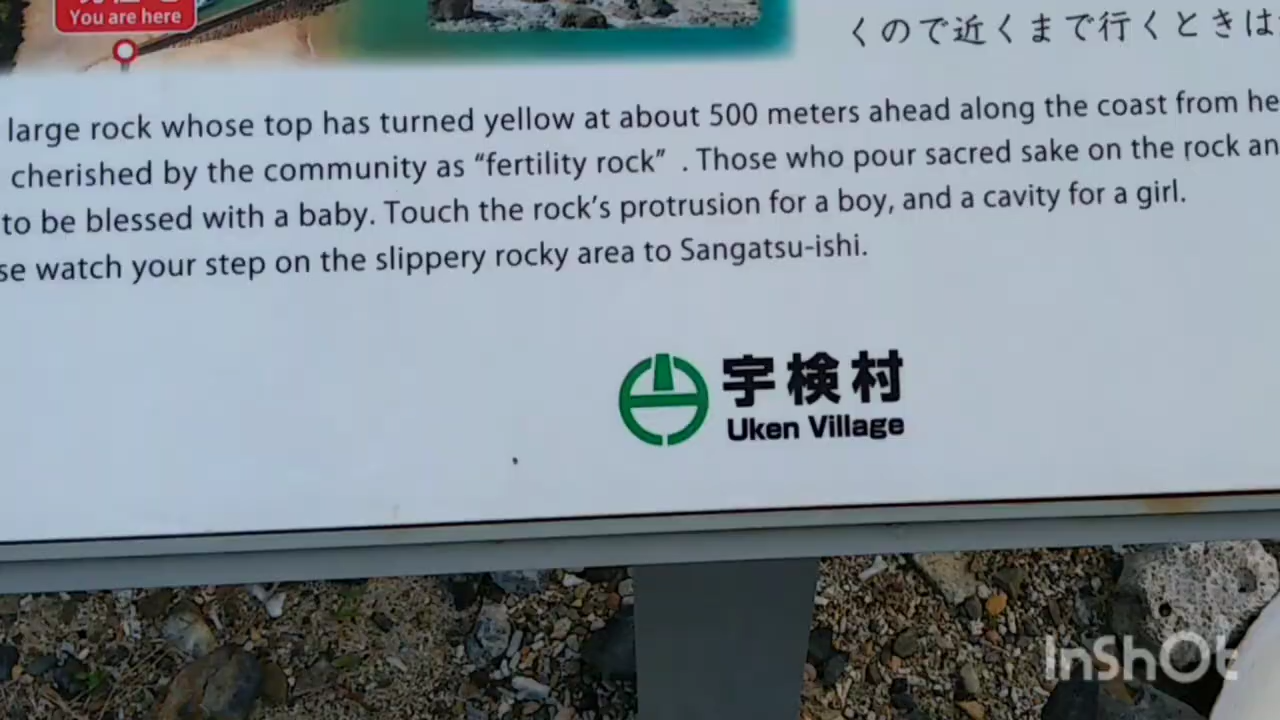 You are here
くので近くまで行くときは
large rock whose top has turned yellow at about 500 meters ahead along the coast from he
cherished by the community as “fertility rock” . Those who pour sacred sake on the rock an
to be blessed with a baby. Touch the rock’s protrusion for a boy, and a cavity for a girl.
se watch your step on the slippery rocky area to Sangatsu-ishi.
宇検村
Uken Village
InShOt